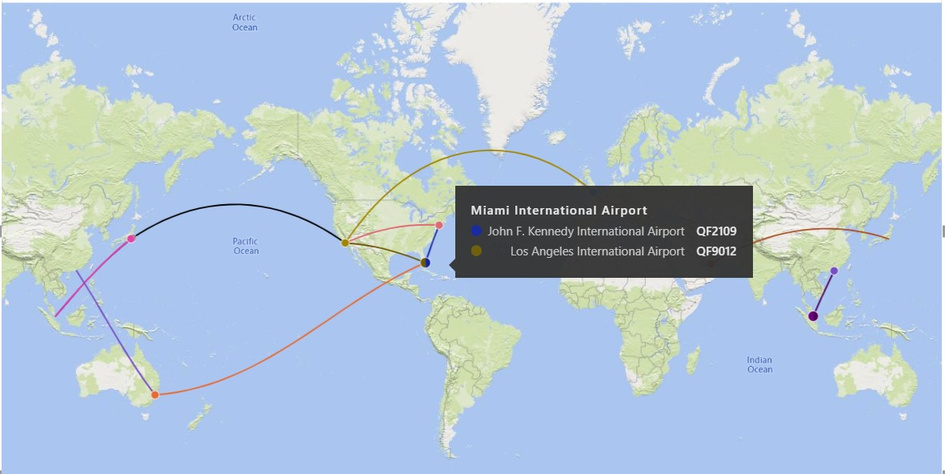 Arctic
Ocean
Pacific
Ocean
Miami International Airport
John F. Kennedy International Airport QF2109
Los Angeles International Airport QF9012
Indian
Ocean